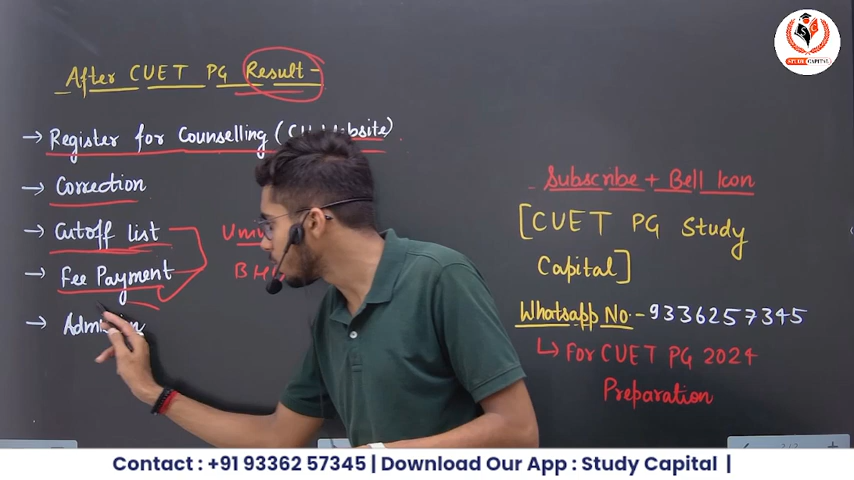 After CUET PG Result -
→ Register for Counselling (CU Website)
→ Correction
→ Cutoff list
→ Fee Payment
→ Admission
Subscribe + Bell Icon
[CUET PG Study
Capital]
Whatsapp No:- 9336257345
↳ For CUET PG 2024
Preparation
STUDY CAPITAL
Contact : +91 93362 57345 | Download Our App : Study Capital |